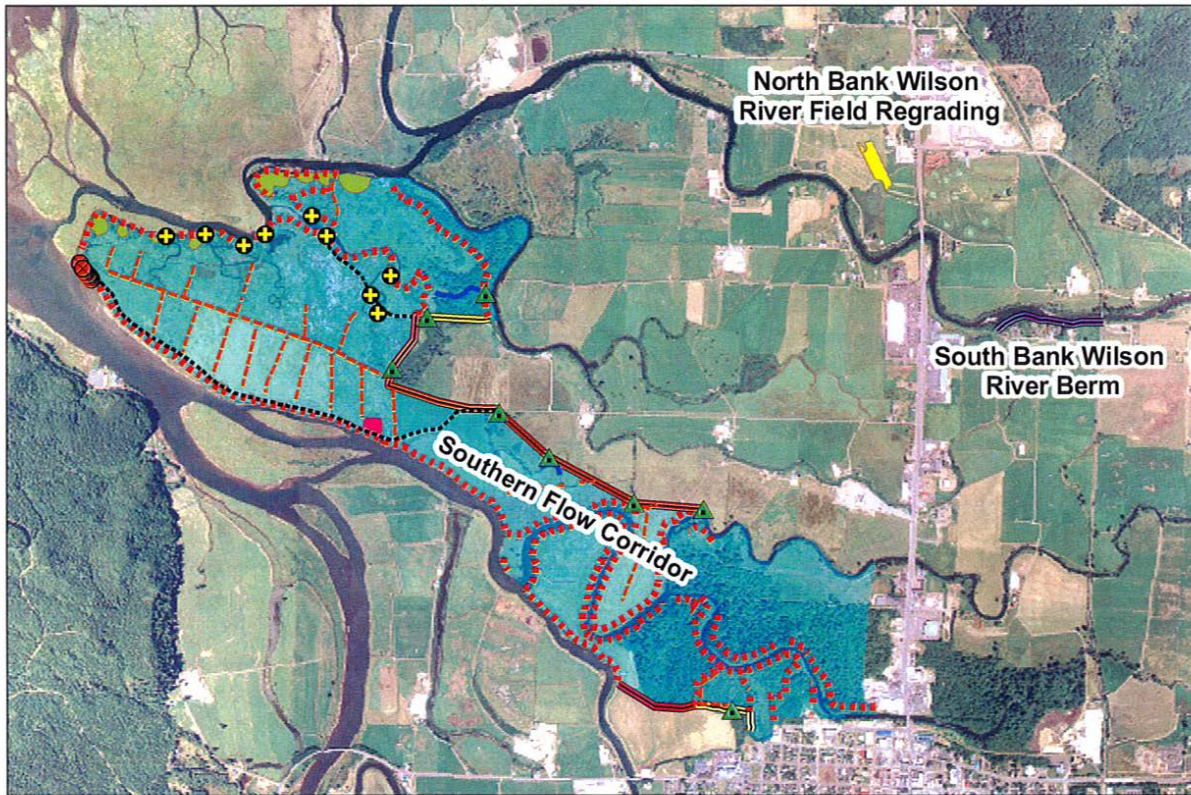 North Bank Wilson
River Field Regrading
South Bank Wilson
River Berm
Southern Flow Corridor